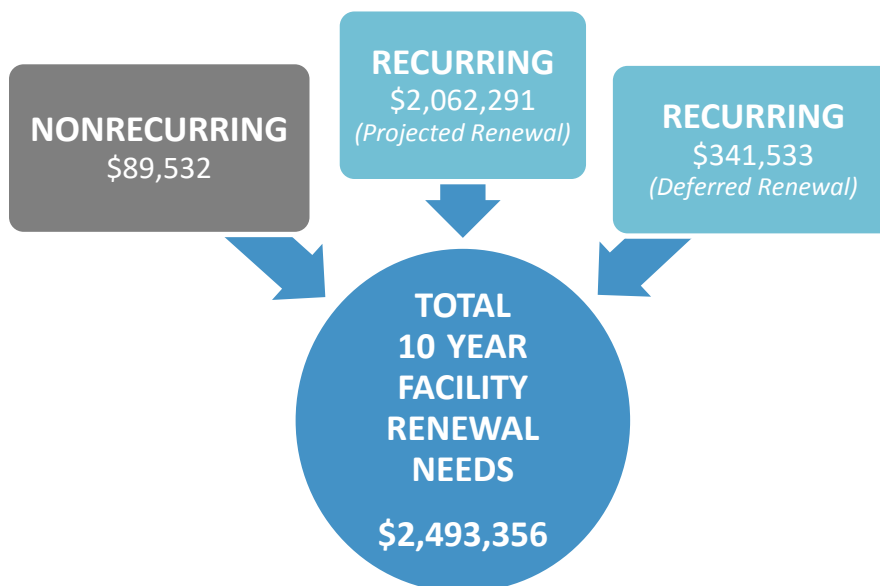 NONRECURRING
$89,532
RECURRING
$2,062,291
(Projected Renewal)
RECURRING
$341,533
(Deferred Renewal)
TOTAL
10 YEAR
FACILITY
RENEWAL
NEEDS
$2,493,356